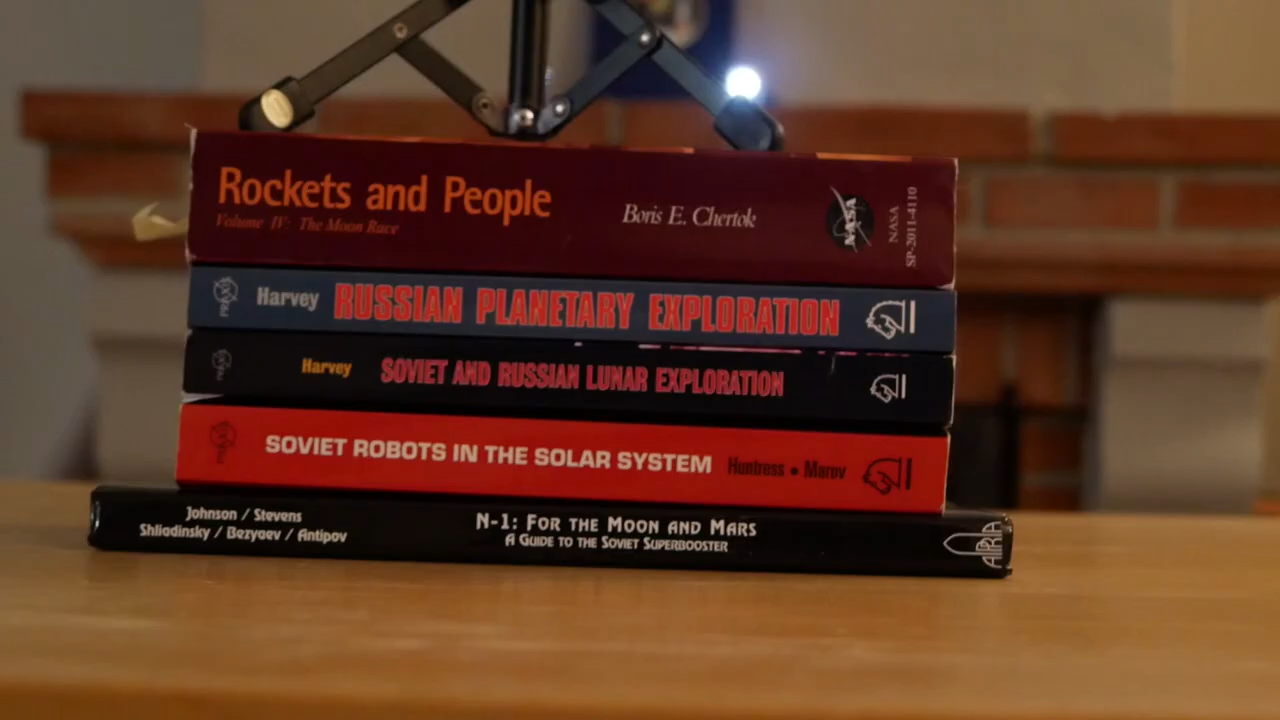 Rockets and People
Volume IV: The Moon Race
Boris E. Chertok
NASA
NASA
SP-2011-4110
Harvey
RUSSIAN PLANETARY EXPLORATION
Harvey
SOVIET AND RUSSIAN LUNAR EXPLORATION
SOVIET ROBOTS IN THE SOLAR SYSTEM
Huntress • Marov
Johnson / Stevens
Shliadinsky / Bezyaev / Antipov
N-1: FOR THE MOON AND MARS
A GUIDE TO THE SOVIET SUPERBOOSTER